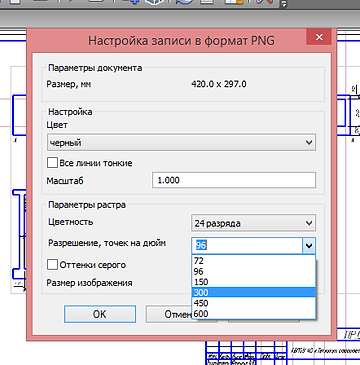 Настройка записи в формат PNG
Параметры документа
Размер, мм 420.0 x 297.0
Настройка
Цвет
черный
Все линии тонкие
Масштаб 1.000
Параметры растра
Цветность 24 разряда
Разрешение, точек на дюйм 96
72
96
150
Оттенки серого
300
Размер изображения
450
600
OK Отмен